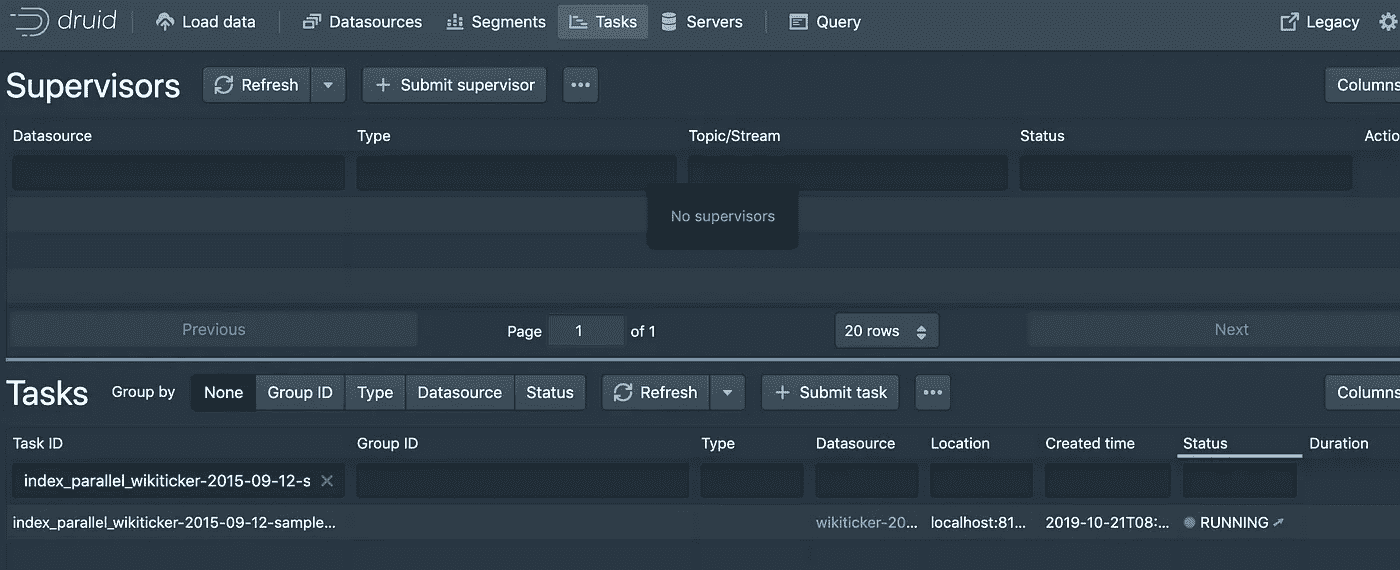 druid Load data Datasources Segments Tasks Servers Query Legacy
Supervisors Refresh + Submit supervisor ••• Columns
Datasource Type Topic/Stream Status Actio
No supervisors
Previous Page 1 of 1 20 rows Next
Tasks Group by None Group ID Type Datasource Status Refresh + Submit task ••• Columns
Task ID Group ID Type Datasource Location Created time Status Duration
index_parallel_wikiticker-2015-09-12-s ×
index_parallel_wikiticker-2015-09-12-sample... wikiticker-20... localhost:81... 2019-10-21T08:... RUNNING